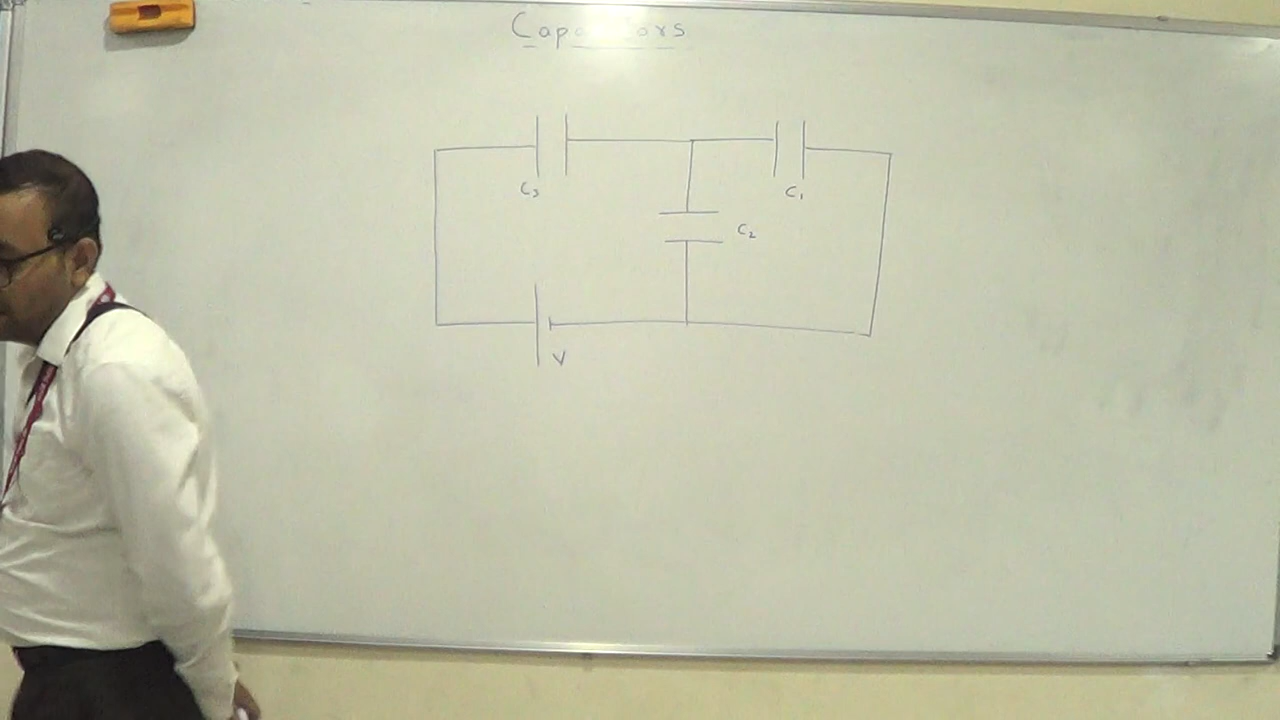 Capacitors
C₃
C₁
C₂
V